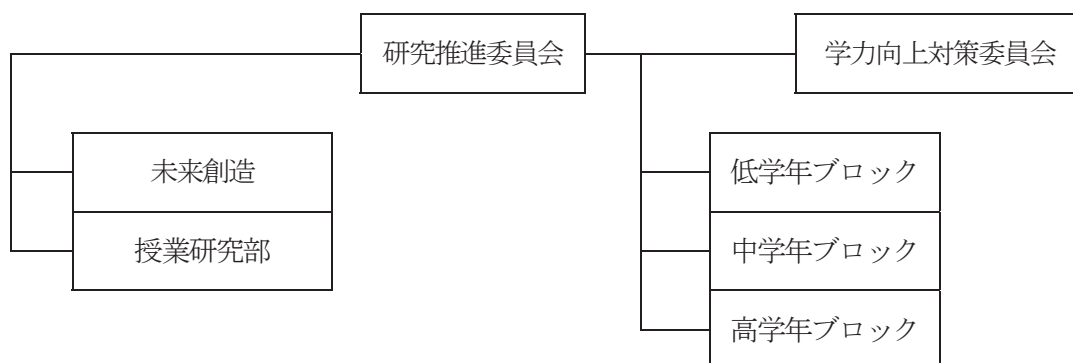 研究推進委員会
学力向上対策委員会
未来創造
授業研究部
低学年ブロック
中学年ブロック
高学年ブロック